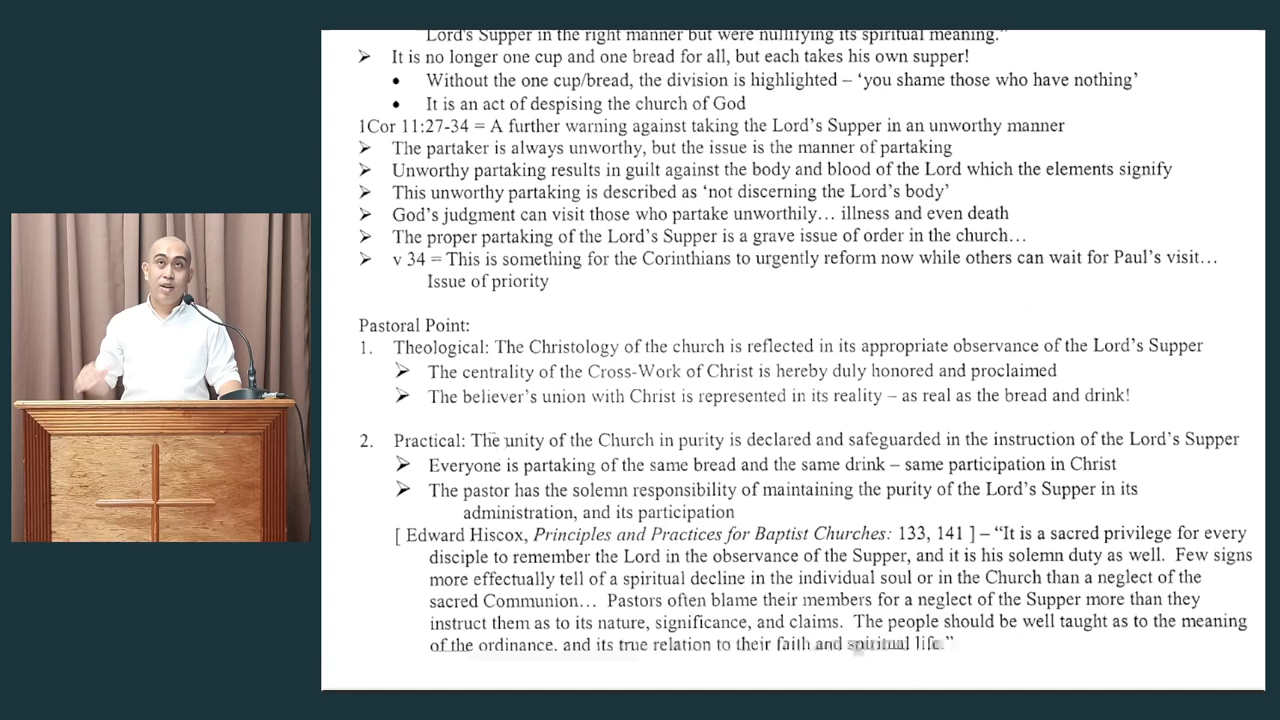 Lord's Supper in the right manner but were nullifying its spiritual meaning."
➢ It is no longer one cup and one bread for all, but each takes his own supper!
• Without the one cup/bread, the division is highlighted – 'you shame those who have nothing'
• It is an act of despising the church of God
1Cor 11:27-34 = A further warning against taking the Lord's Supper in an unworthy manner
➢ The partaker is always unworthy, but the issue is the manner of partaking
➢ Unworthy partaking results in guilt against the body and blood of the Lord which the elements signify
➢ This unworthy partaking is described as 'not discerning the Lord's body'
➢ God's judgment can visit those who partake unworthily… illness and even death
➢ The proper partaking of the Lord's Supper is a grave issue of order in the church…
➢ v 34 = This is something for the Corinthians to urgently reform now while others can wait for Paul's visit…
Issue of priority
Pastoral Point:
1. Theological: The Christology of the church is reflected in its appropriate observance of the Lord's Supper
➢ The centrality of the Cross-Work of Christ is hereby duly honored and proclaimed
➢ The believer's union with Christ is represented in its reality – as real as the bread and drink!
2. Practical: The unity of the Church in purity is declared and safeguarded in the instruction of the Lord's Supper
➢ Everyone is partaking of the same bread and the same drink – same participation in Christ
➢ The pastor has the solemn responsibility of maintaining the purity of the Lord's Supper in its
administration, and its participation
[ Edward Hiscox, Principles and Practices for Baptist Churches: 133, 141 ] – "It is a sacred privilege for every
disciple to remember the Lord in the observance of the Supper, and it is his solemn duty as well. Few signs
more effectually tell of a spiritual decline in the individual soul or in the Church than a neglect of the
sacred Communion… Pastors often blame their members for a neglect of the Supper more than they
instruct them as to its nature, significance, and claims. The people should be well taught as to the meaning
of the ordinance, and its true relation to their faith and spiritual life."